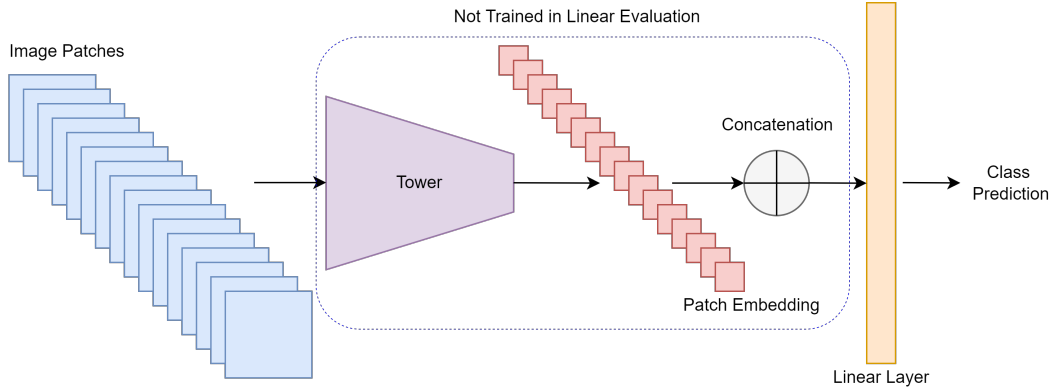 Not Trained in Linear Evaluation
Image Patches
Concatenation
Tower
Class
Prediction
Patch Embedding
Linear Layer